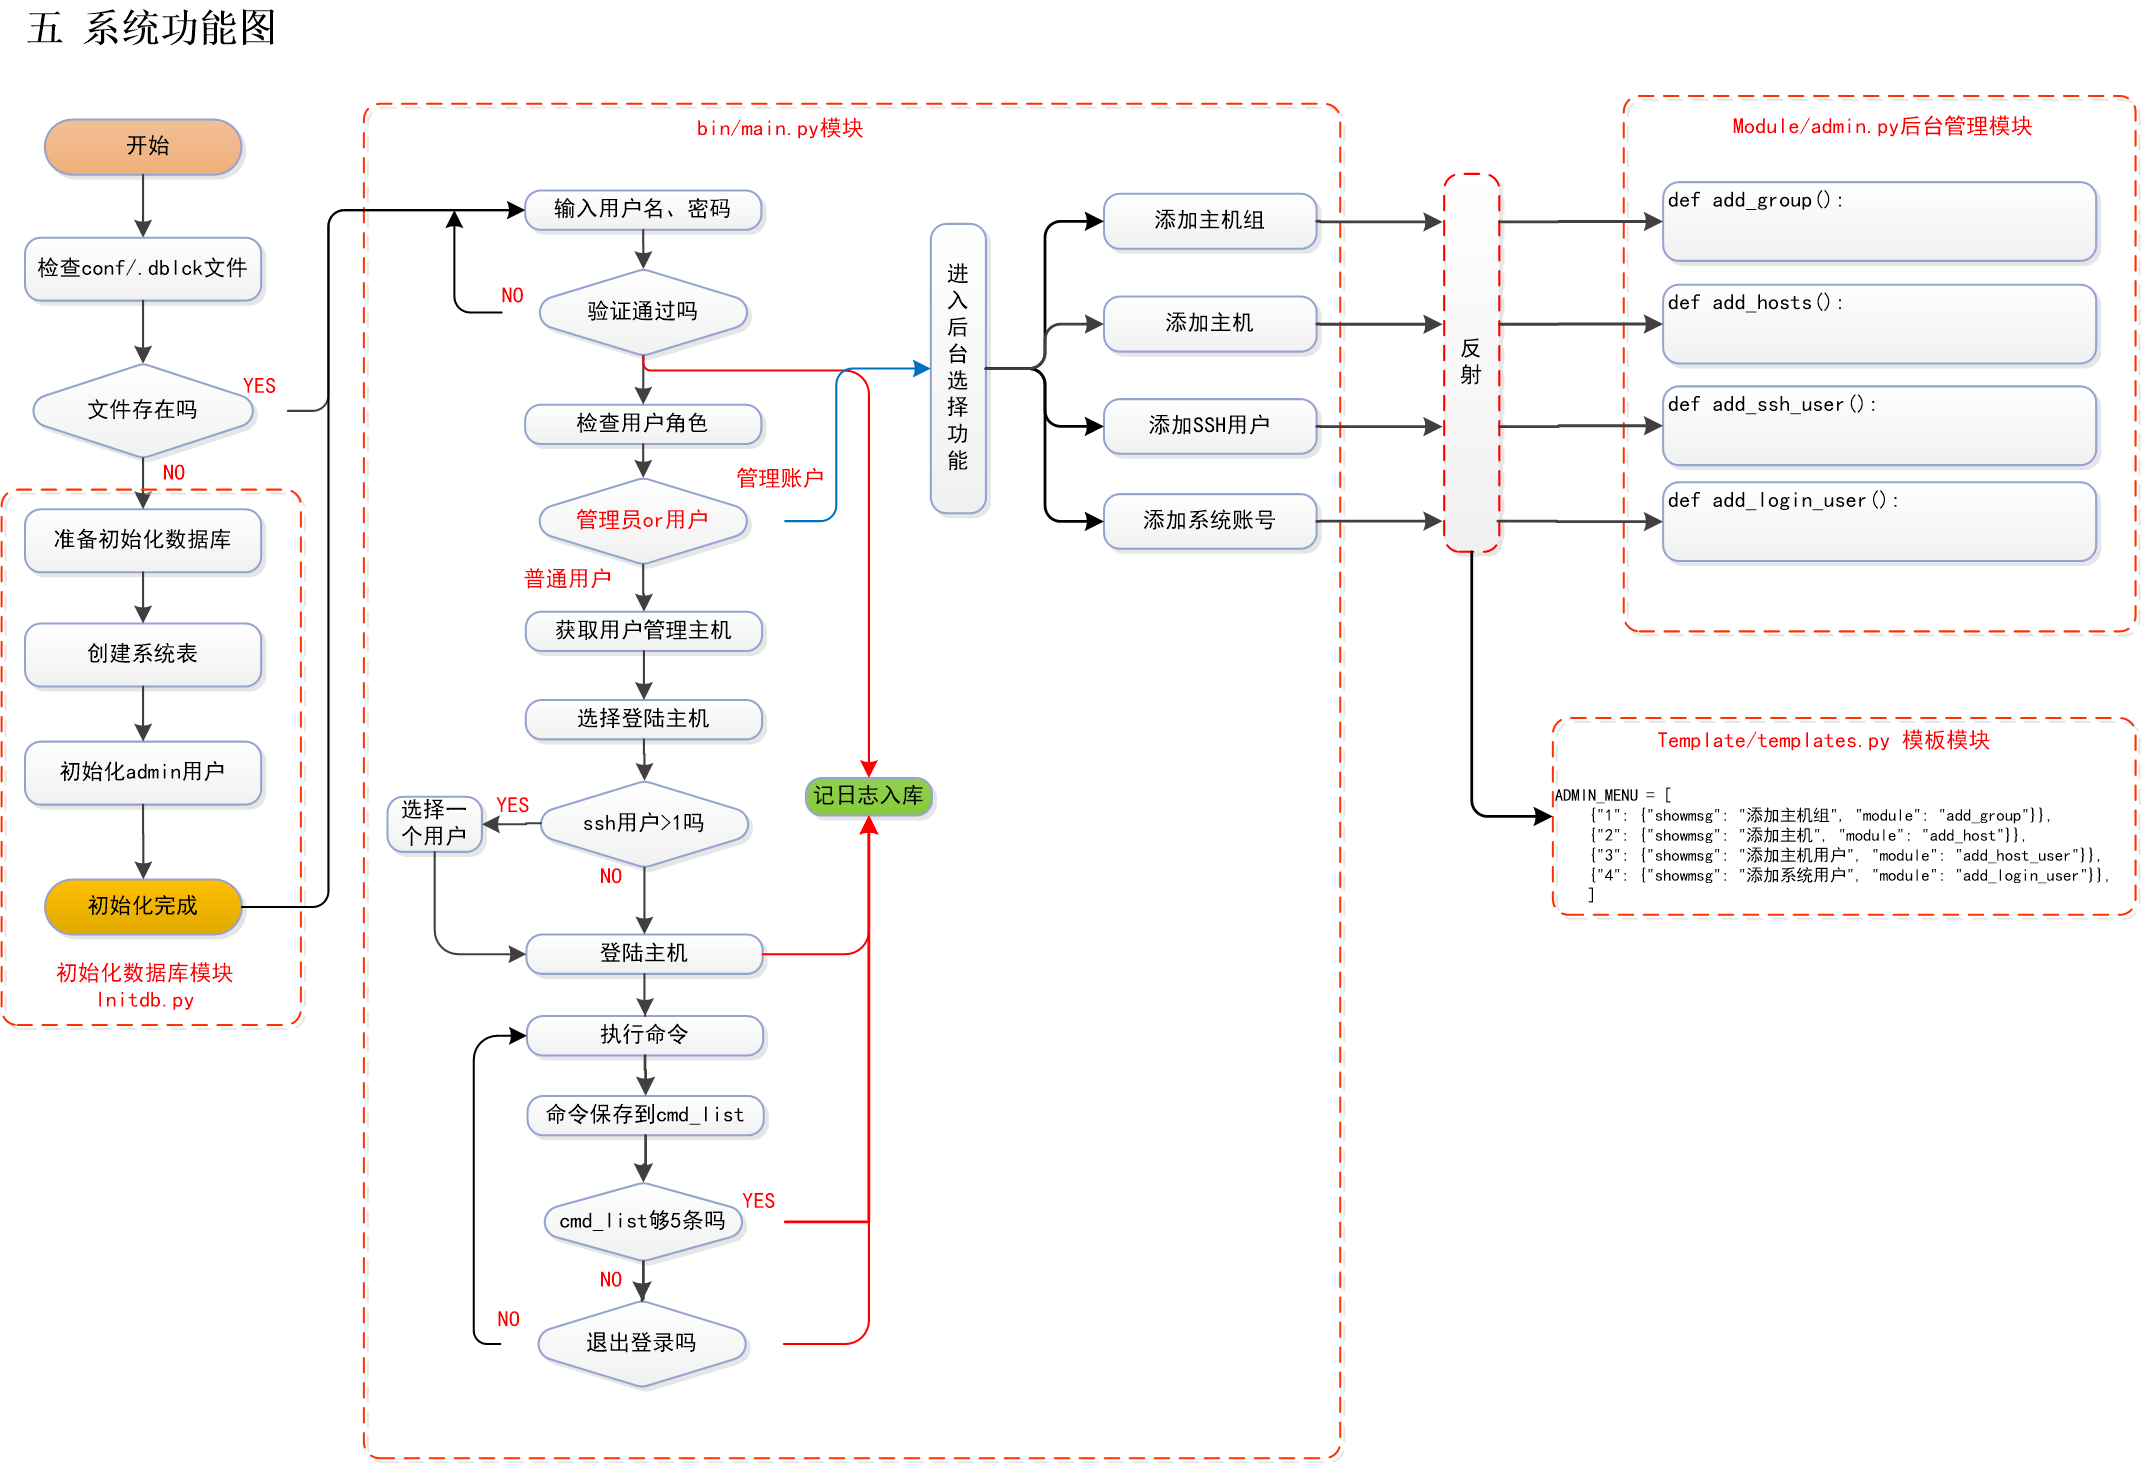 五 系统功能图
开始
检查conf/.dblck文件
文件存在吗
YES
NO
准备初始化数据库
创建系统表
初始化admin用户
初始化完成
初始化数据库模块
Initdb.py
bin/main.py模块
输入用户名、密码
验证通过吗
NO
检查用户角色
管理员or用户
管理账户
普通用户
获取用户管理主机
选择登陆主机
ssh用户>1吗
YES
选择一
个用户
NO
登陆主机
执行命令
命令保存到cmd_list
cmd_list够5条吗
YES
NO
退出登录吗
NO
记日志入库
进
入
后
台
选
择
功
能
添加主机组
添加主机
添加SSH用户
添加系统账号
反
射
Module/admin.py后台管理模块
def add_group():
def add_hosts():
def add_ssh_user():
def add_login_user():
Template/templates.py 模板模块
ADMIN_MENU = [
{"1": {"showmsg": "添加主机组", "module": "add_group"}},
{"2": {"showmsg": "添加主机", "module": "add_host"}},
{"3": {"showmsg": "添加主机用户", "module": "add_host_user"}},
{"4": {"showmsg": "添加系统用户", "module": "add_login_user"}},
]